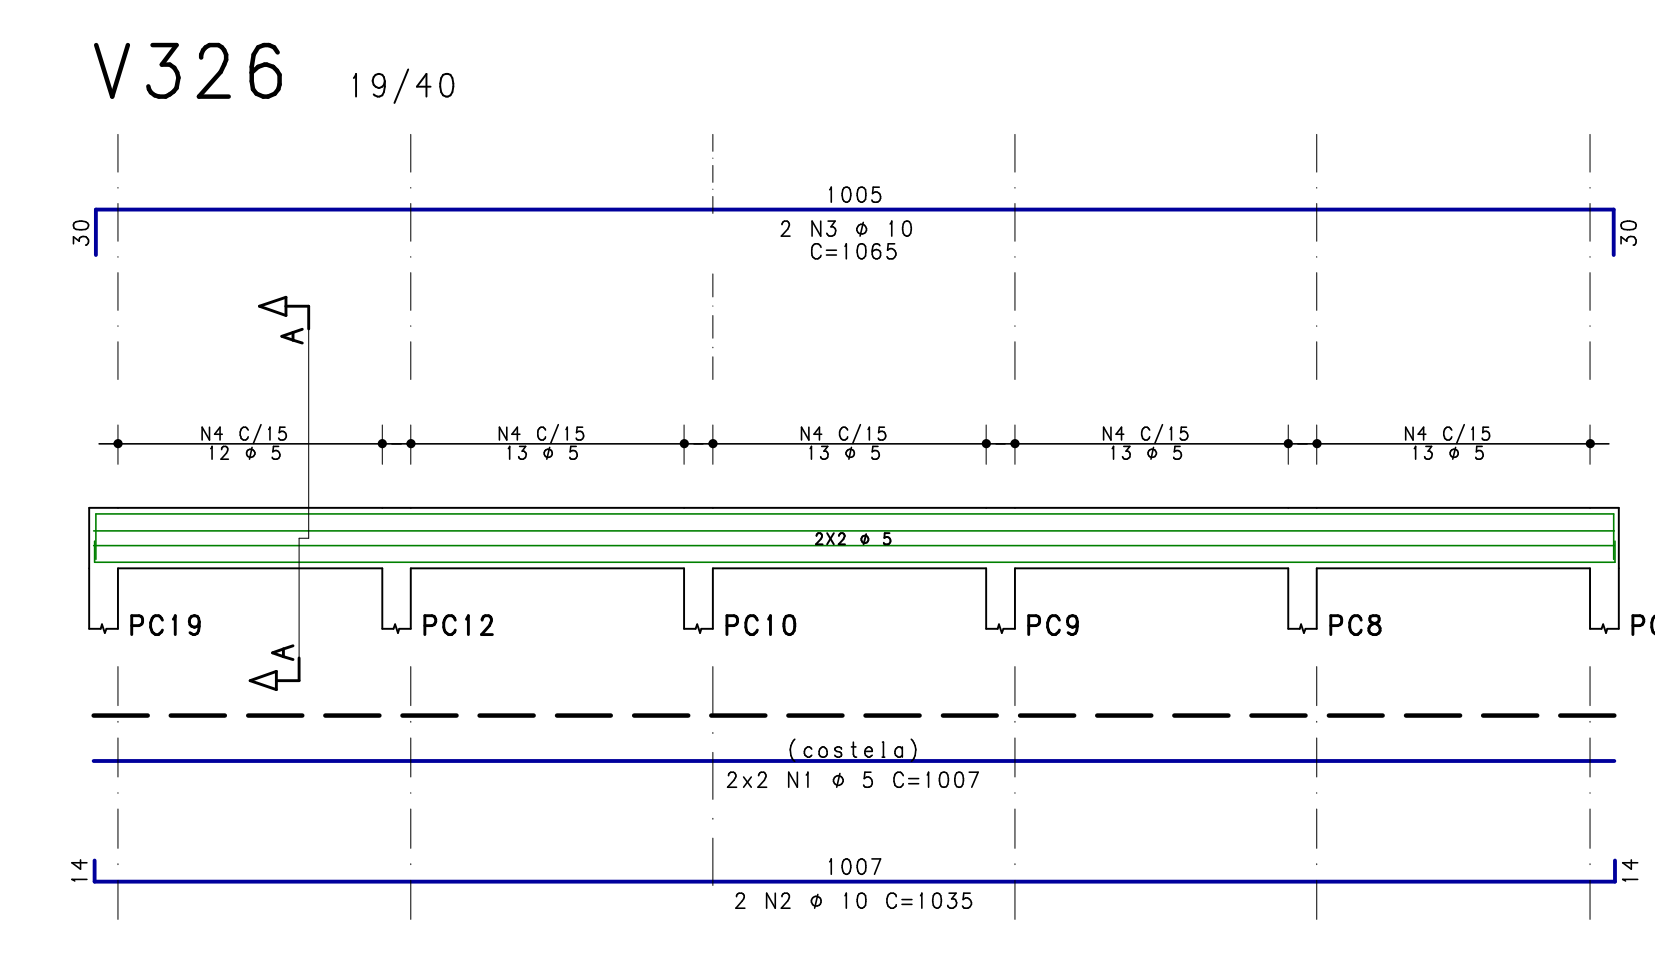 V326 19/40
1005
30
2 N3 ø 10
30
C=1065
A
N4 C/15
12 ø 5
N4 C/15
13 ø 5
N4 C/15
13 ø 5
N4 C/15
13 ø 5
N4 C/15
13 ø 5
2X2 ø 5
PC19
PC12
PC10
PC9
PC8
A
(costela)
2x2 N1 ø 5 C=1007
14
1007
14
2 N2 ø 10 C=1035